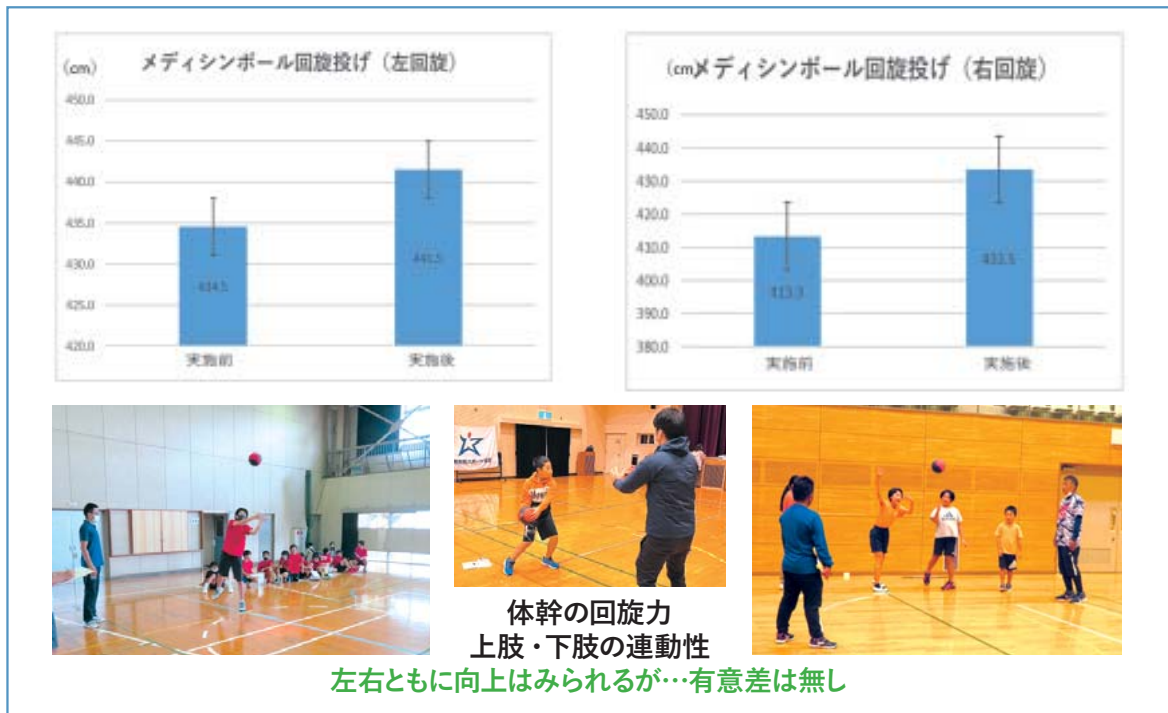 メディシンボール回旋投げ（左回旋）
(cm)
450.0
445.0
440.0
435.0
430.0
425.0
420.0
434.5
441.5
実施前
実施後
(cm)メディシンボール回旋投げ（右回旋）
450.0
440.0
430.0
420.0
410.0
400.0
390.0
380.0
413.3
433.5
実施前
実施後
体幹の回旋力
上肢・下肢の連動性
左右ともに向上はみられるが…有意差は無し